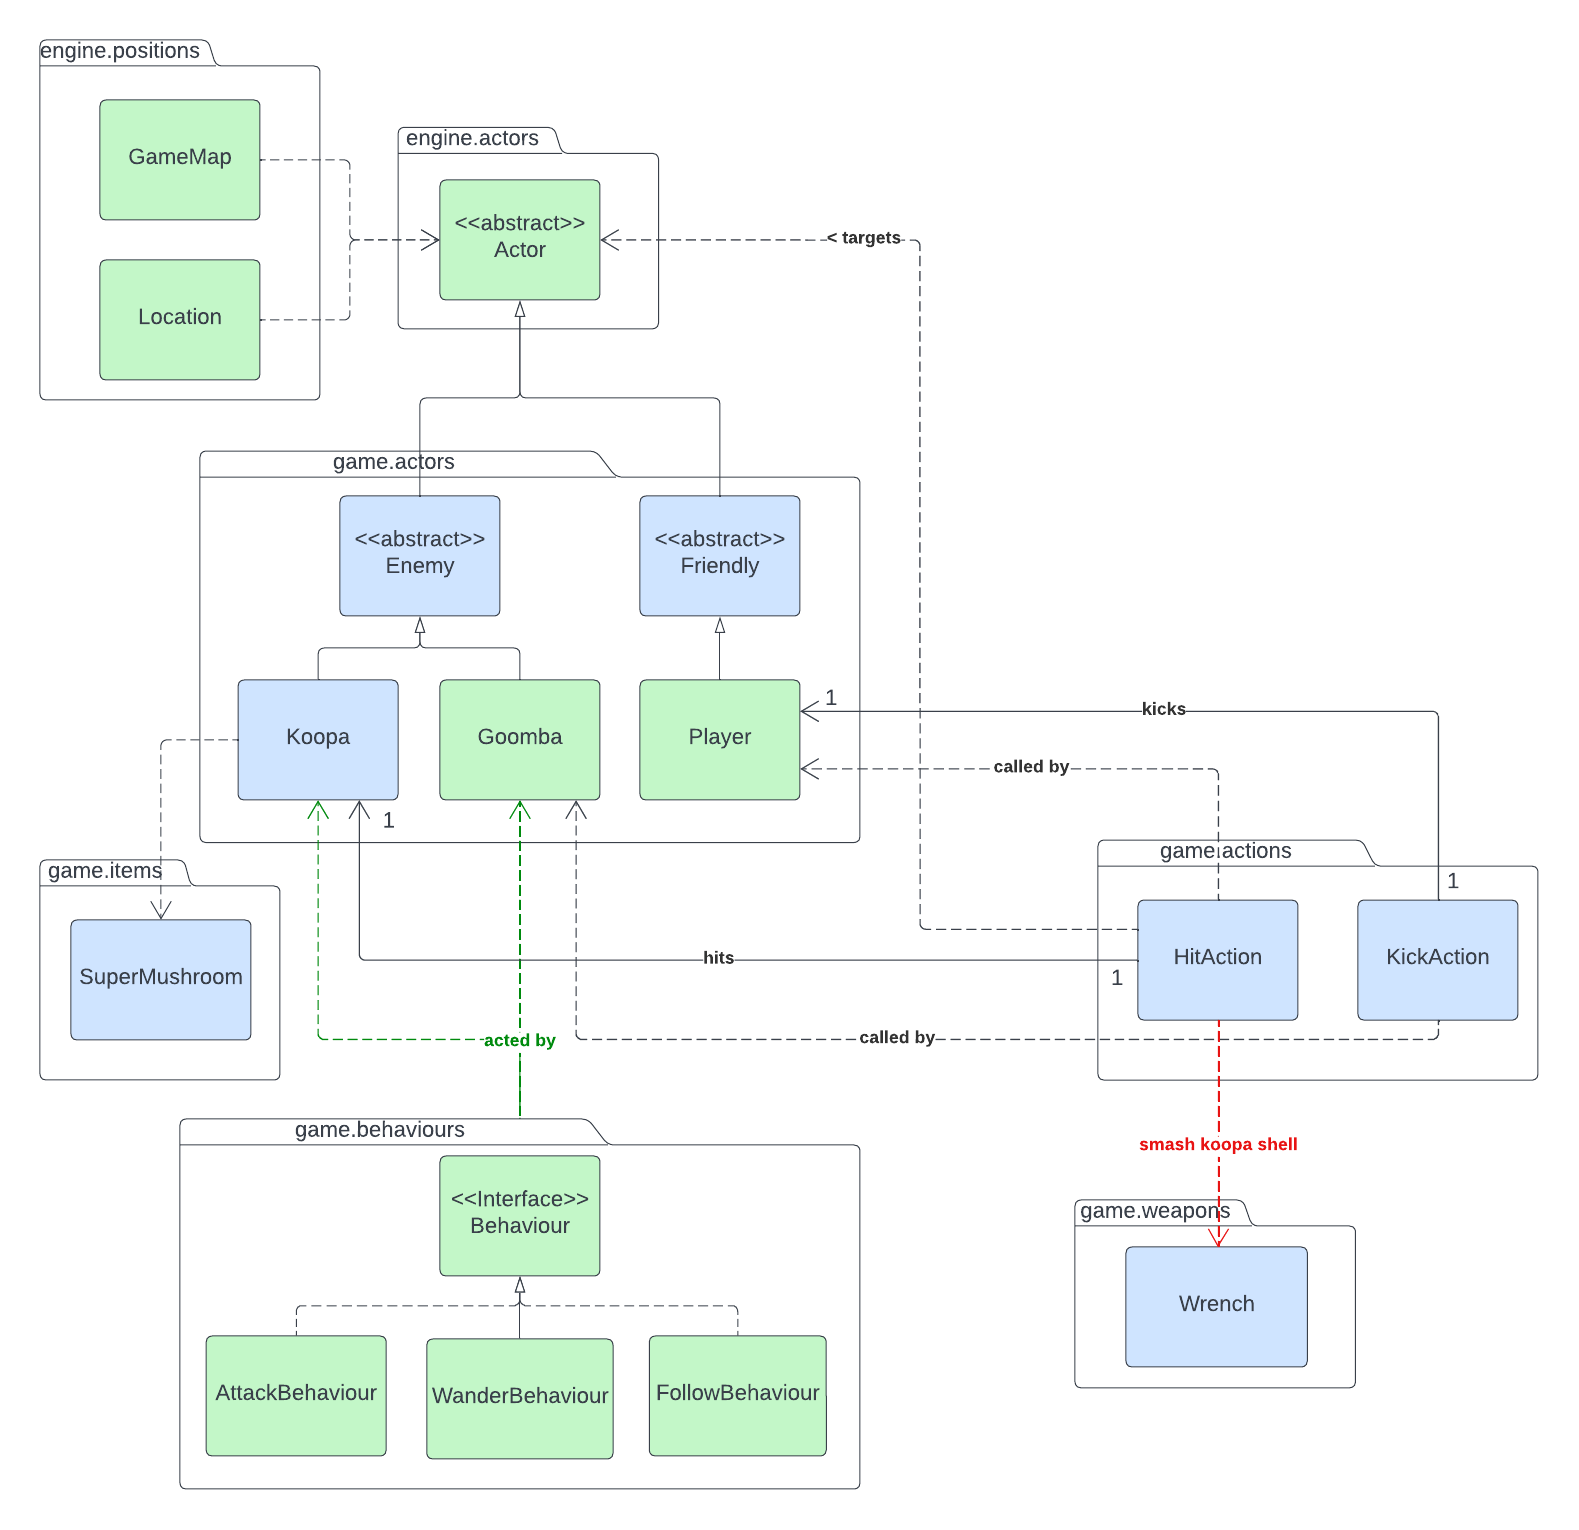 engine.positions
GameMap
Location
engine.actors
<<abstract>>
Actor
< targets
game.actors
<<abstract>>
Enemy
<<abstract>>
Friendly
Koopa
Goomba
Player
1
kicks
called by
1
game.items
SuperMushroom
game.actions
1
HitAction
KickAction
hits
1
acted by
called by
game.behaviours
<<Interface>>
Behaviour
AttackBehaviour
WanderBehaviour
FollowBehaviour
smash koopa shell
game.weapons
Wrench